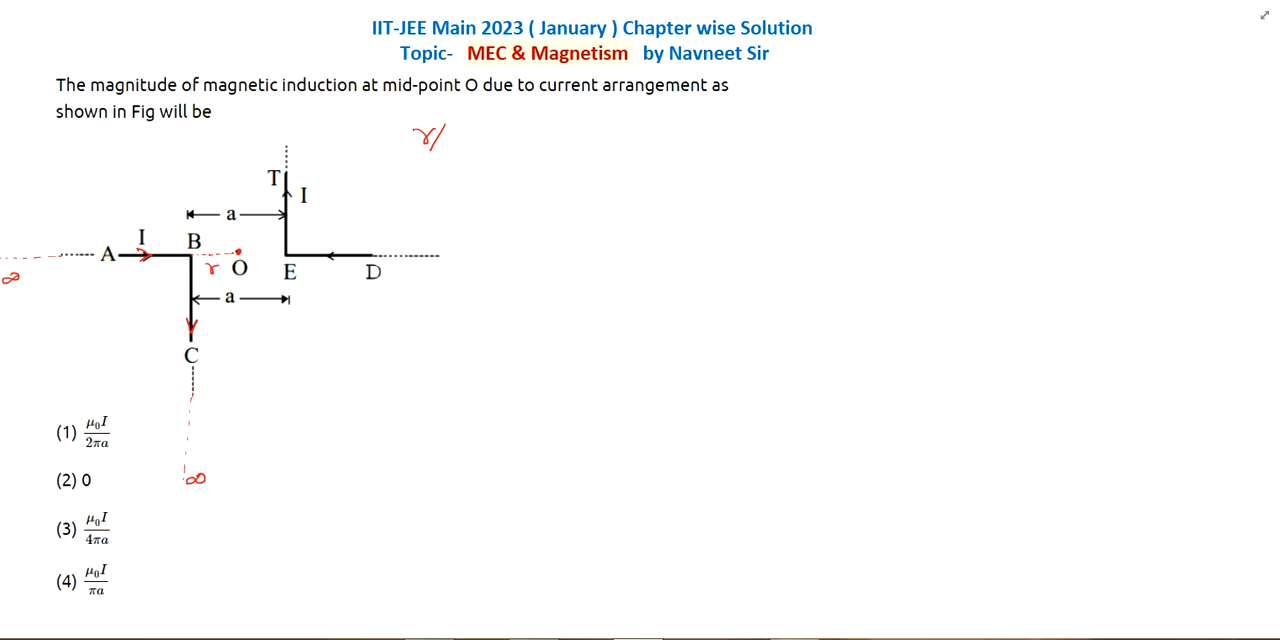 IIT-JEE Main 2023 ( January ) Chapter wise Solution
Topic- MEC & Magnetism by Navneet Sir
The magnitude of magnetic induction at mid-point O due to current arrangement as
shown in Fig will be
r/
T
I
a
I
B
A
r
O
E
D
∞
a
C
(1) μ₀I/2πa
(2) 0
∞
(3) μ₀I/4πa
(4) μ₀I/πa